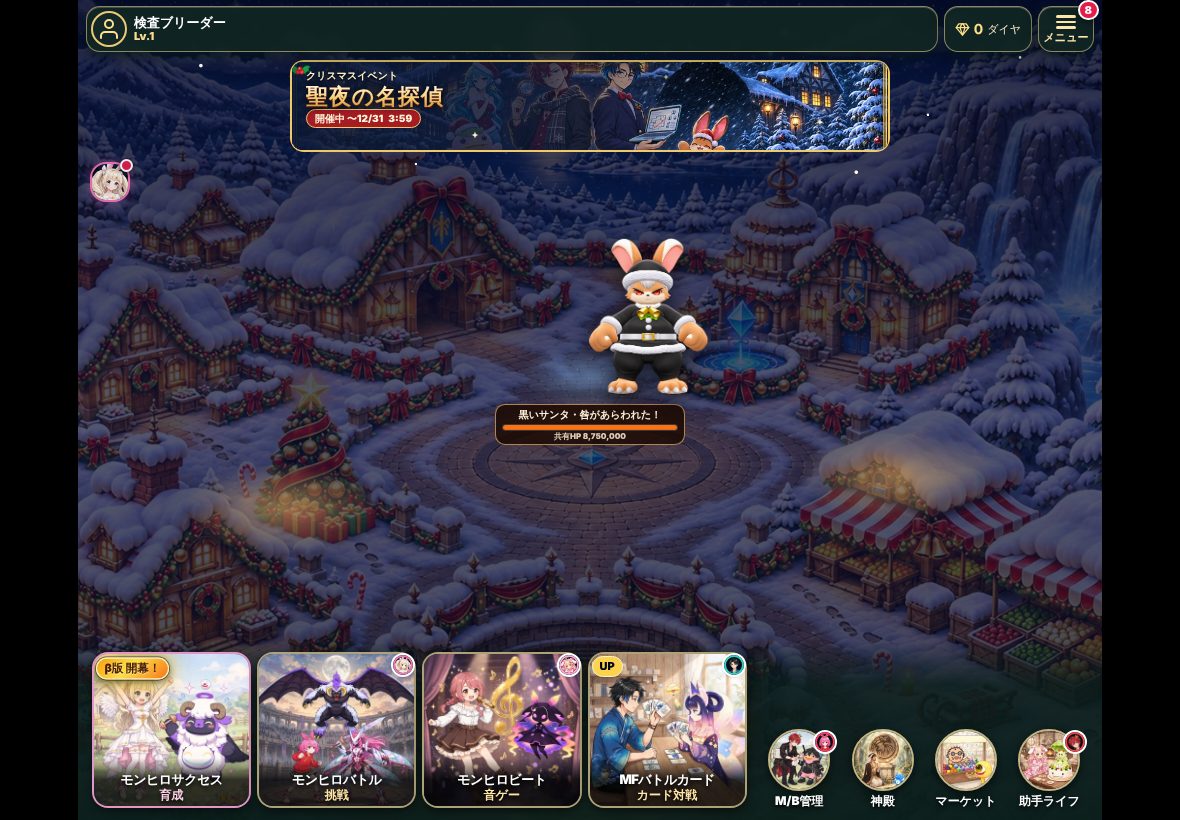 検査ブリーダー
Lv.1
0 ダイヤ
8
メニュー
クリスマスイベント
聖夜の名探偵
開催中 〜12/31 3:59
黒いサンタ・咎があらわれた！
共有HP 8,750,000
β版 開幕！
モンヒロサクセス
育成
モンヒロバトル
挑戦
モンヒロビート
音ゲー
UP
MFバトルカード
カード対戦
M/B管理
神殿
マーケット
助手ライフ